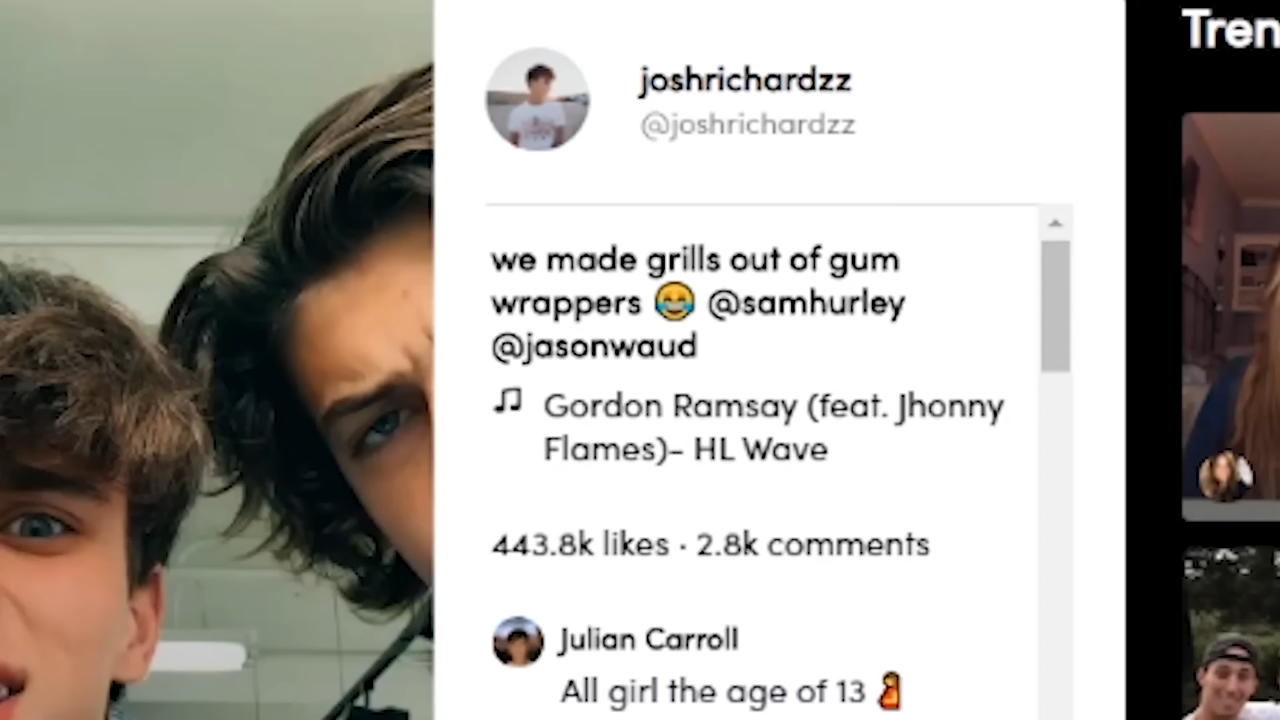 Tren
joshrichardzz
@joshrichardzz
we made grills out of gum
wrappers 😂 @samhurley
@jasonwaud
Gordon Ramsay (feat. Jhonny
Flames)- HL Wave
443.8k likes · 2.8k comments
Julian Carroll
All girl the age of 13